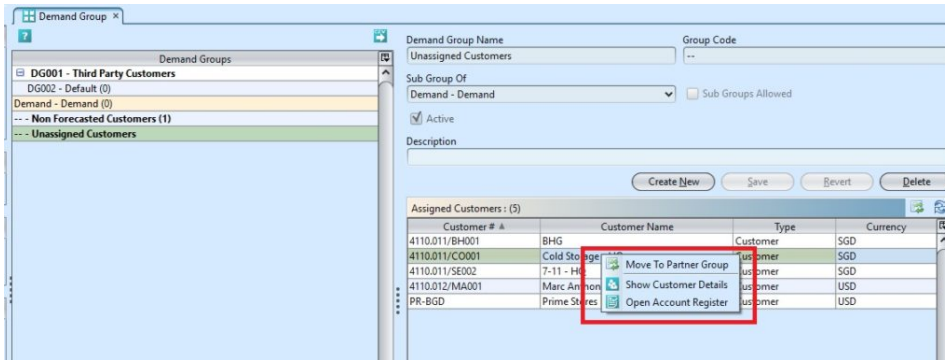 Demand Group
Demand Groups
DG001 - Third Party Customers
DG002 - Default (0)
Demand - Demand (0)
-- - Non Forecasted Customers (1)
-- - Unassigned Customers
Demand Group Name
Group Code
Unassigned Customers
--
Sub Group Of
Demand - Demand
Sub Groups Allowed
Active
Description
Create New
Save
Revert
Delete
Assigned Customers : (5)
Customer # Customer Name Type Currency
4110.011/BH001 BHG Customer SGD
4110.011/CO001 Cold Storage SGD
4110.011/SE002 7-11 - SGD
4110.012/MA001 Marc USD
PR-BGD Prime Stores USD
Move To Partner Group
Show Customer Details
Open Account Register